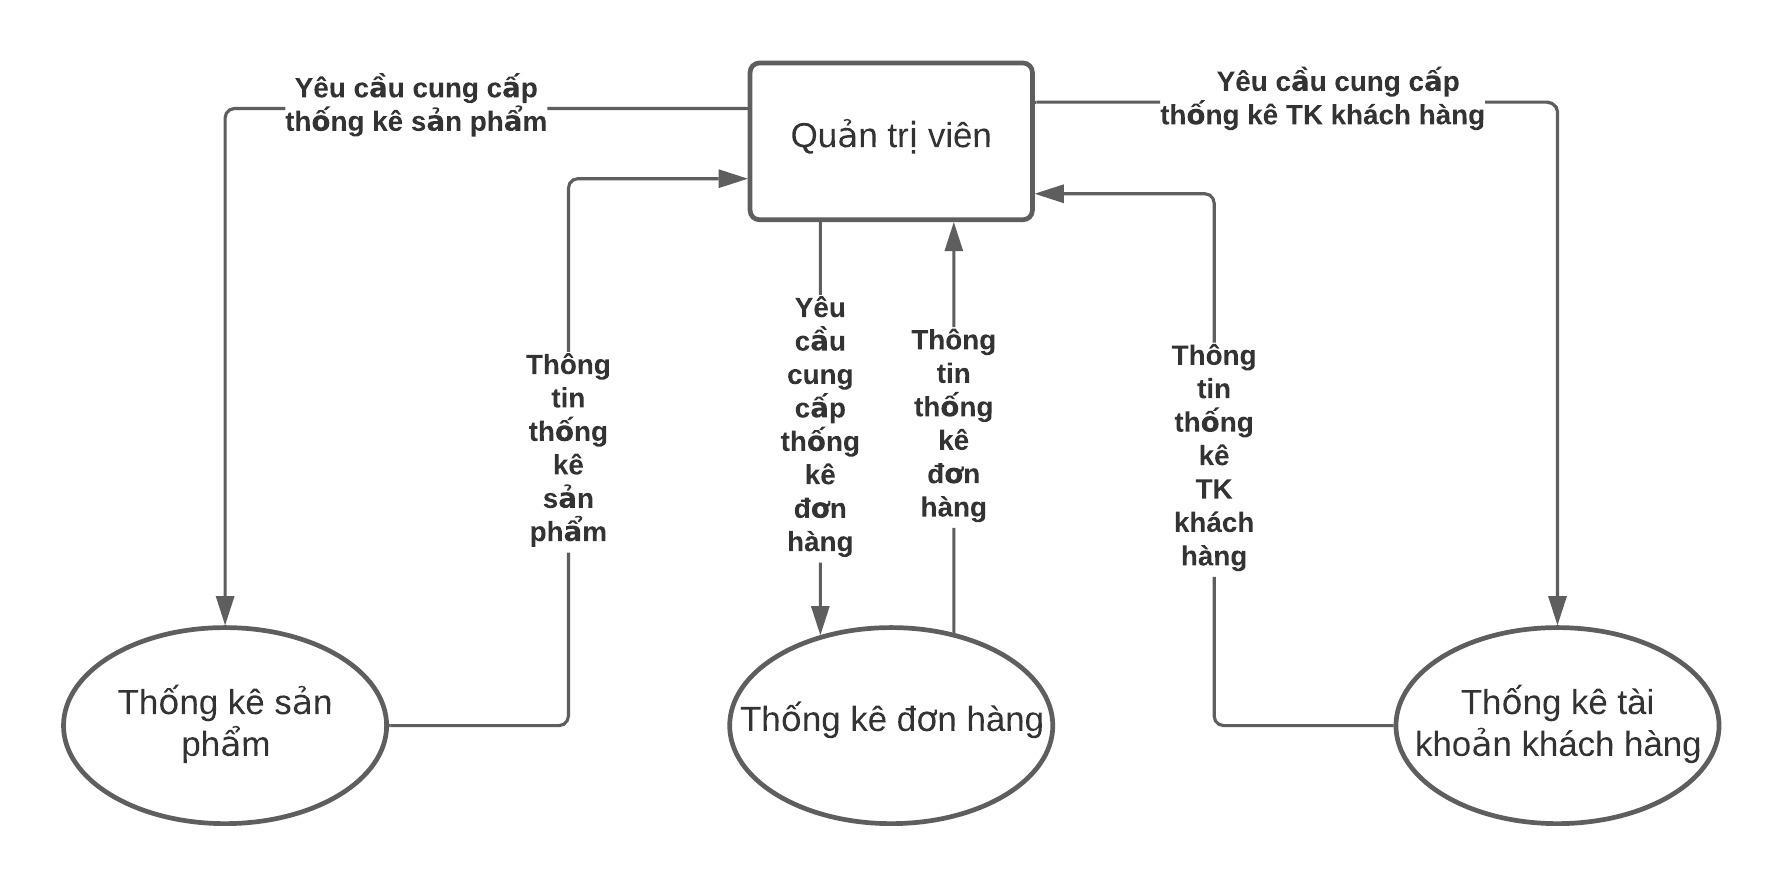 Yêu cầu cung cấp
thống kê sản phẩm
Quản trị viên
Yêu cầu cung cấp
thống kê TK khách hàng
Thông
tin
thống
kê
sản
phẩm
Yêu
cầu
cung
cấp
thống
kê
đơn
hàng
Thông
tin
thống
kê
đơn
hàng
Thông
tin
thống
kê
TK
khách
hàng
Thống kê sản
phẩm
Thống kê đơn hàng
Thống kê tài
khoản khách hàng